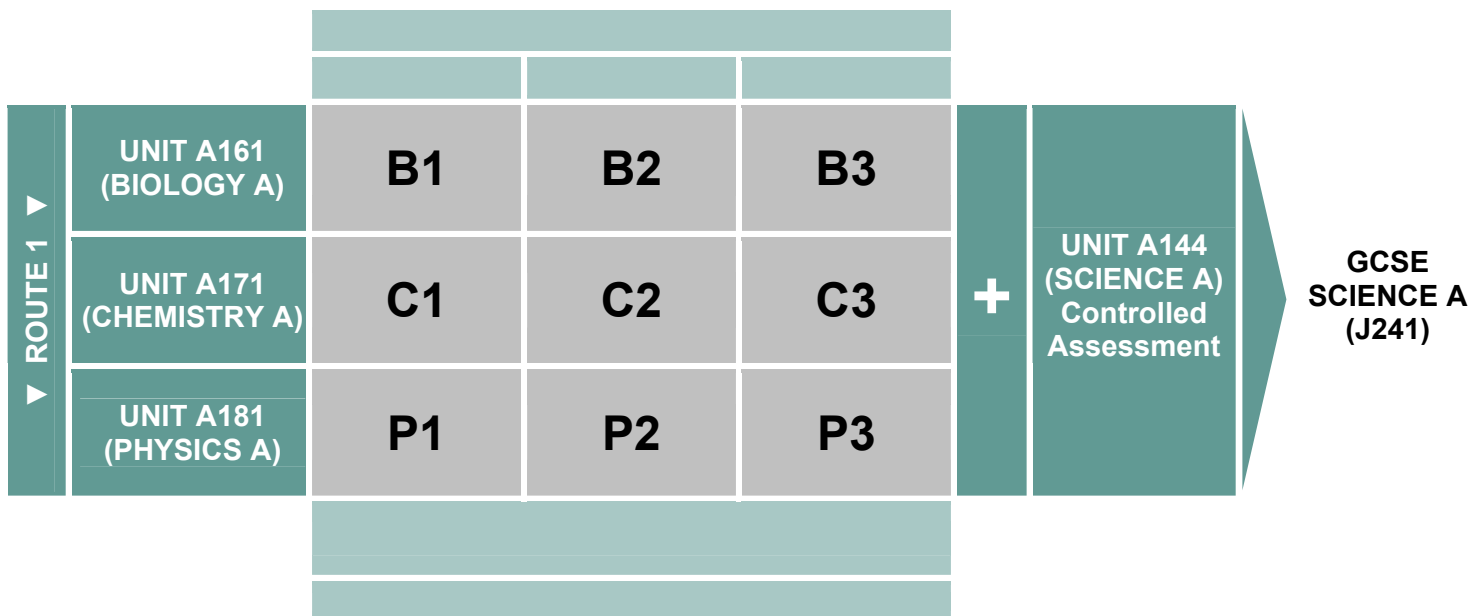 ▼ ROUTE 1 ▼
UNIT A161
(BIOLOGY A)
B1
B2
B3
UNIT A171
(CHEMISTRY A)
C1
C2
C3
UNIT A181
(PHYSICS A)
P1
P2
P3
+
UNIT A144
(SCIENCE A)
Controlled
Assessment
GCSE
SCIENCE A
(J241)